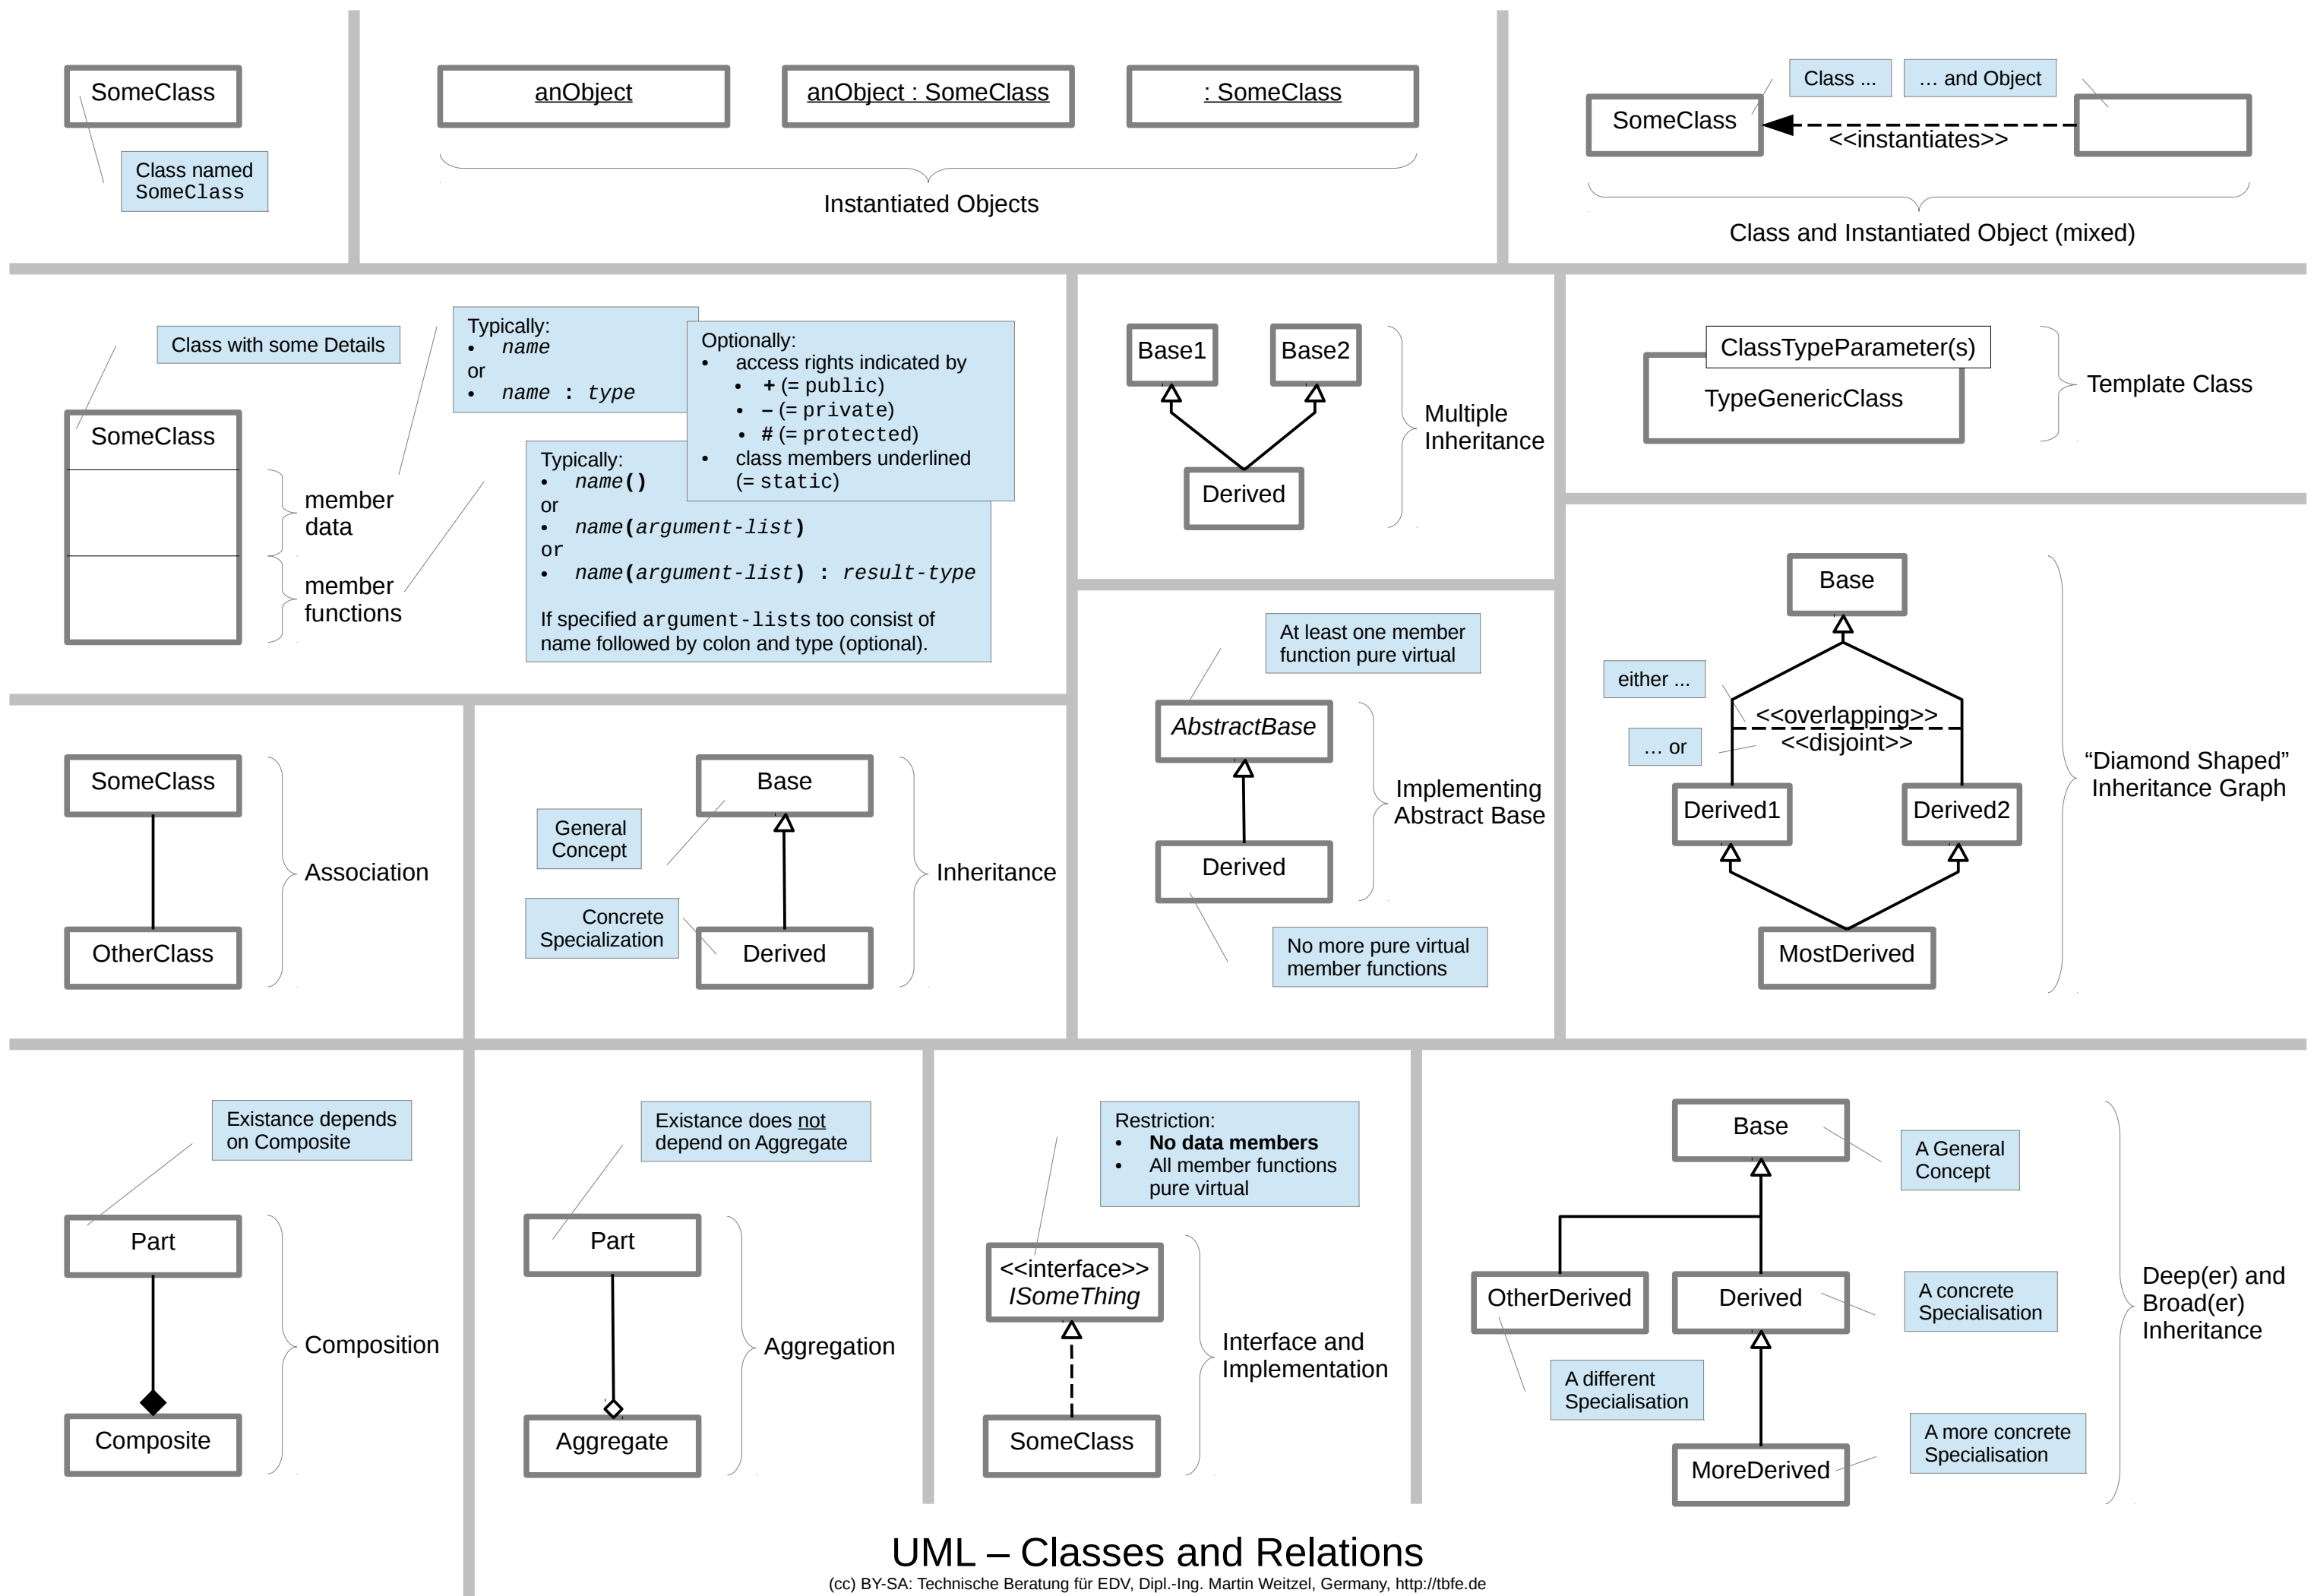 SomeClass
Class named
SomeClass
anObject
anObject : SomeClass
: SomeClass
Instantiated Objects
Class ...
… and Object
SomeClass
<<instantiates>>
Class and Instantiated Object (mixed)
Class with some Details
SomeClass
member
data
member
functions
Typically:
• name
or
• name : type
Optionally:
• access rights indicated by
• + (= public)
• – (= private)
• # (= protected)
• class members underlined
(= static)
Typically:
• name()
or
• name(argument-list)
or
• name(argument-list) : result-type
If specified argument-lists too consist of
name followed by colon and type (optional).
Base1
Base2
Derived
Multiple
Inheritance
ClassTypeParameter(s)
TypeGenericClass
Template Class
At least one member
function pure virtual
AbstractBase
Derived
Implementing
Abstract Base
No more pure virtual
member functions
Base
either ...
<<overlapping>>
… or
<<disjoint>>
Derived1
Derived2
MostDerived
“Diamond Shaped”
Inheritance Graph
SomeClass
OtherClass
Association
Base
General
Concept
Concrete
Specialization
Derived
Inheritance
Existance depends
on Composite
Part
Composite
Composition
Existance does not
depend on Aggregate
Part
Aggregate
Aggregation
Restriction:
• No data members
• All member functions
pure virtual
<<interface>>
ISomeThing
SomeClass
Interface and
Implementation
Base
A General
Concept
OtherDerived
Derived
A concrete
Specialisation
A different
Specialisation
MoreDerived
A more concrete
Specialisation
Deep(er) and
Broad(er)
Inheritance
UML – Classes and Relations
(cc) BY-SA: Technische Beratung für EDV, Dipl.-Ing. Martin Weitzel, Germany, http://tbfe.de